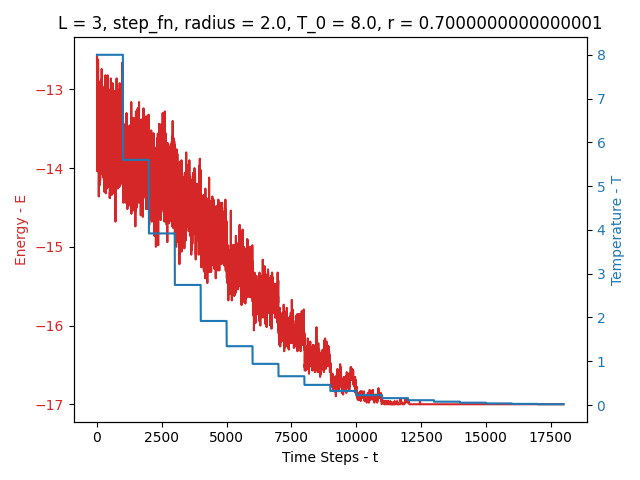 L = 3, step_fn, radius = 2.0, T_0 = 8.0, r = 0.7000000000000001
Energy - E
−13
−14
−15
−16
−17
8
7
6
5
4
3
2
1
0
Temperature - T
0 2500 5000 7500 10000 12500 15000 17500
Time Steps - t